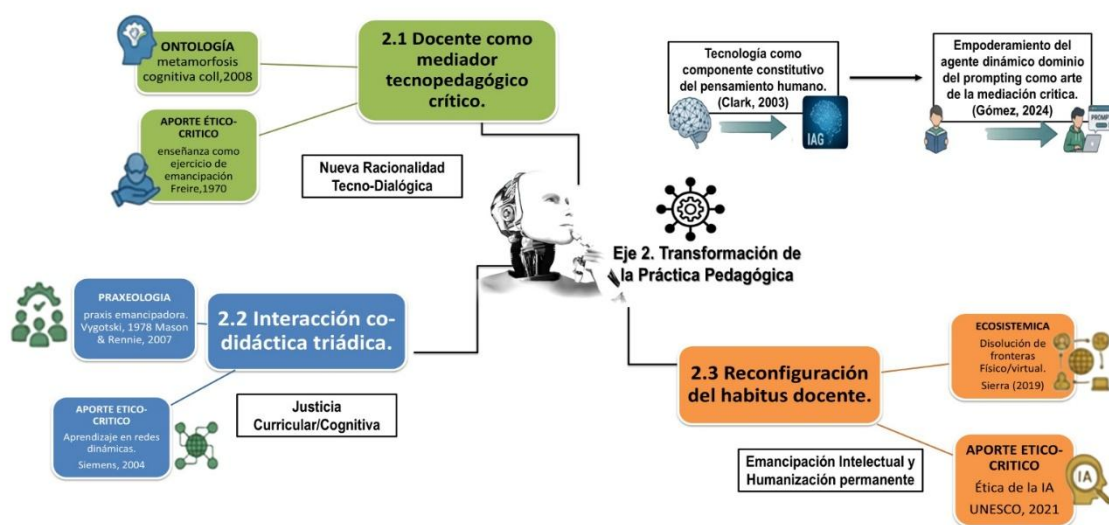 ONTOLOGÍA
metamorfosis
cognitiva coll,2008
APORTE ÉTICO-
CRITICO
enseñanza como
ejercicio de
emancipación
Freire,1970
2.1 Docente como
mediador
tecnopedagógico
crítico.
Nueva Racionalidad
Tecno-Dialógica
Tecnología como
componente constitutivo
del pensamiento humano.
(Clark, 2003)
IAG
Empoderamiento del
agente dinámico dominio
del prompting como arte
de la mediación critica.
(Gómez, 2024)
PROMP
Eje 2. Transformación de
la Práctica Pedagógica
PRAXEOLOGIA
praxis emancipadora.
Vygotski, 1978 Mason
& Rennie, 2007
2.2 Interacción co-
didáctica triádica.
APORTE ETICO-
CRITICO
Aprendizaje en redes
dinámicas.
Siemens, 2004
Justicia
Curricular/Cognitiva
2.3 Reconfiguración
del habitus docente.
ECOSISTEMICA
Disolución de
fronteras
Físico/virtual.
Sierra (2019)
Emancipación Intelectual y
Humanización permanente
APORTE ETICO-
CRITICO
Ética de la IA
UNESCO, 2021
IA